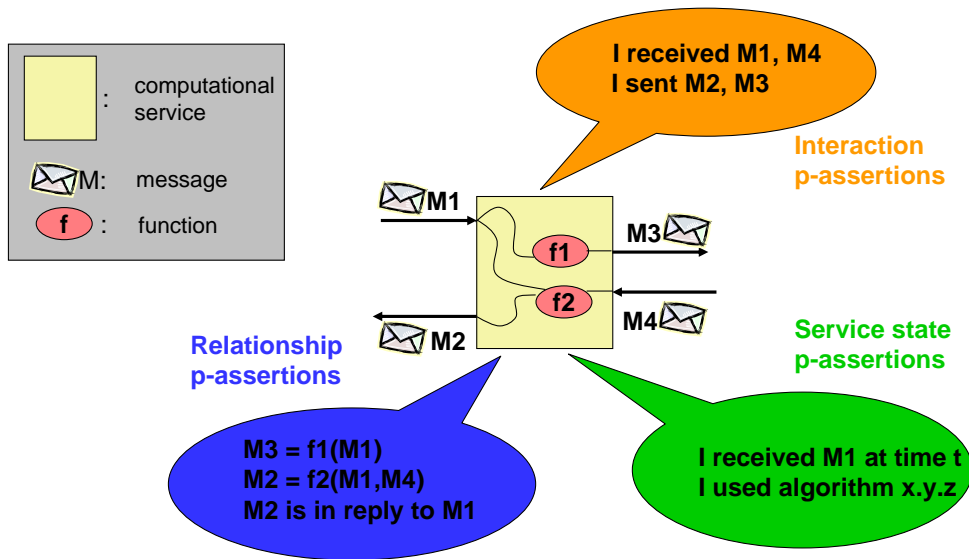 : computational
service
M: message
f : function
I received M1, M4
I sent M2, M3
Interaction
p-assertions
M1
M3
f1
f2
M4
M2
Relationship
p-assertions
Service state
p-assertions
M3 = f1(M1)
M2 = f2(M1,M4)
M2 is in reply to M1
I received M1 at time t
I used algorithm x.y.z